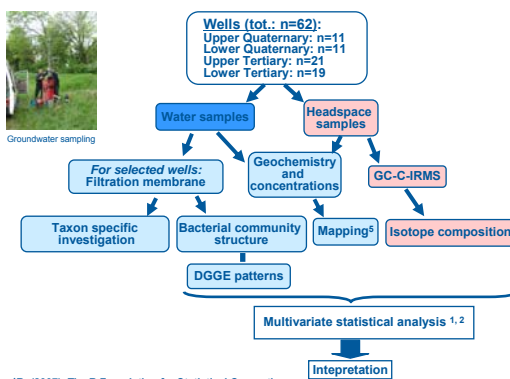 Wells (tot.: n=62):
Upper Quaternary: n=11
Lower Quaternary: n=11
Upper Tertiary: n=21
Lower Tertiary: n=19
Groundwater sampling
Water samples
Headspace
samples
For selected wells:
Filtration membrane
Geochemistry
and
concentrations
GC-C-IRMS
Taxon specific
investigation
Bacterial community
structure
Mapping5
Isotope composition
DGGE patterns
Multivariate statistical analysis 1, 2
Intepretation